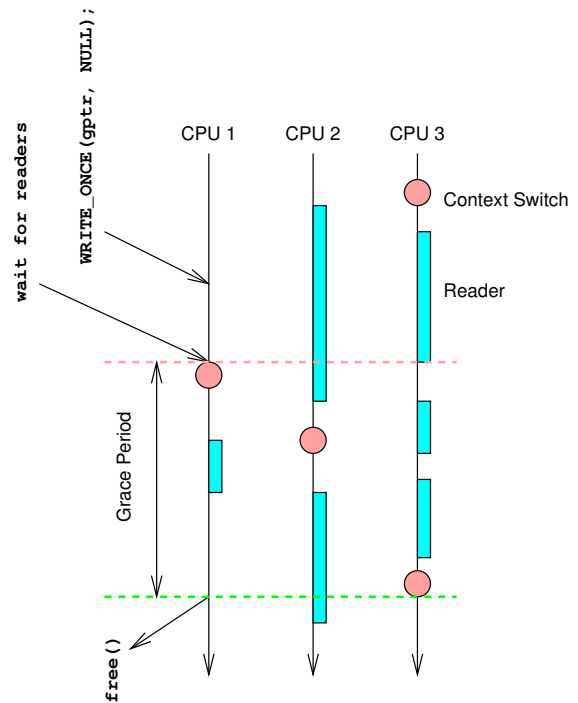 WRITE_ONCE(gptr, NULL);
wait for readers
CPU 1
CPU 2
CPU 3
Context Switch
Reader
Grace Period
free()